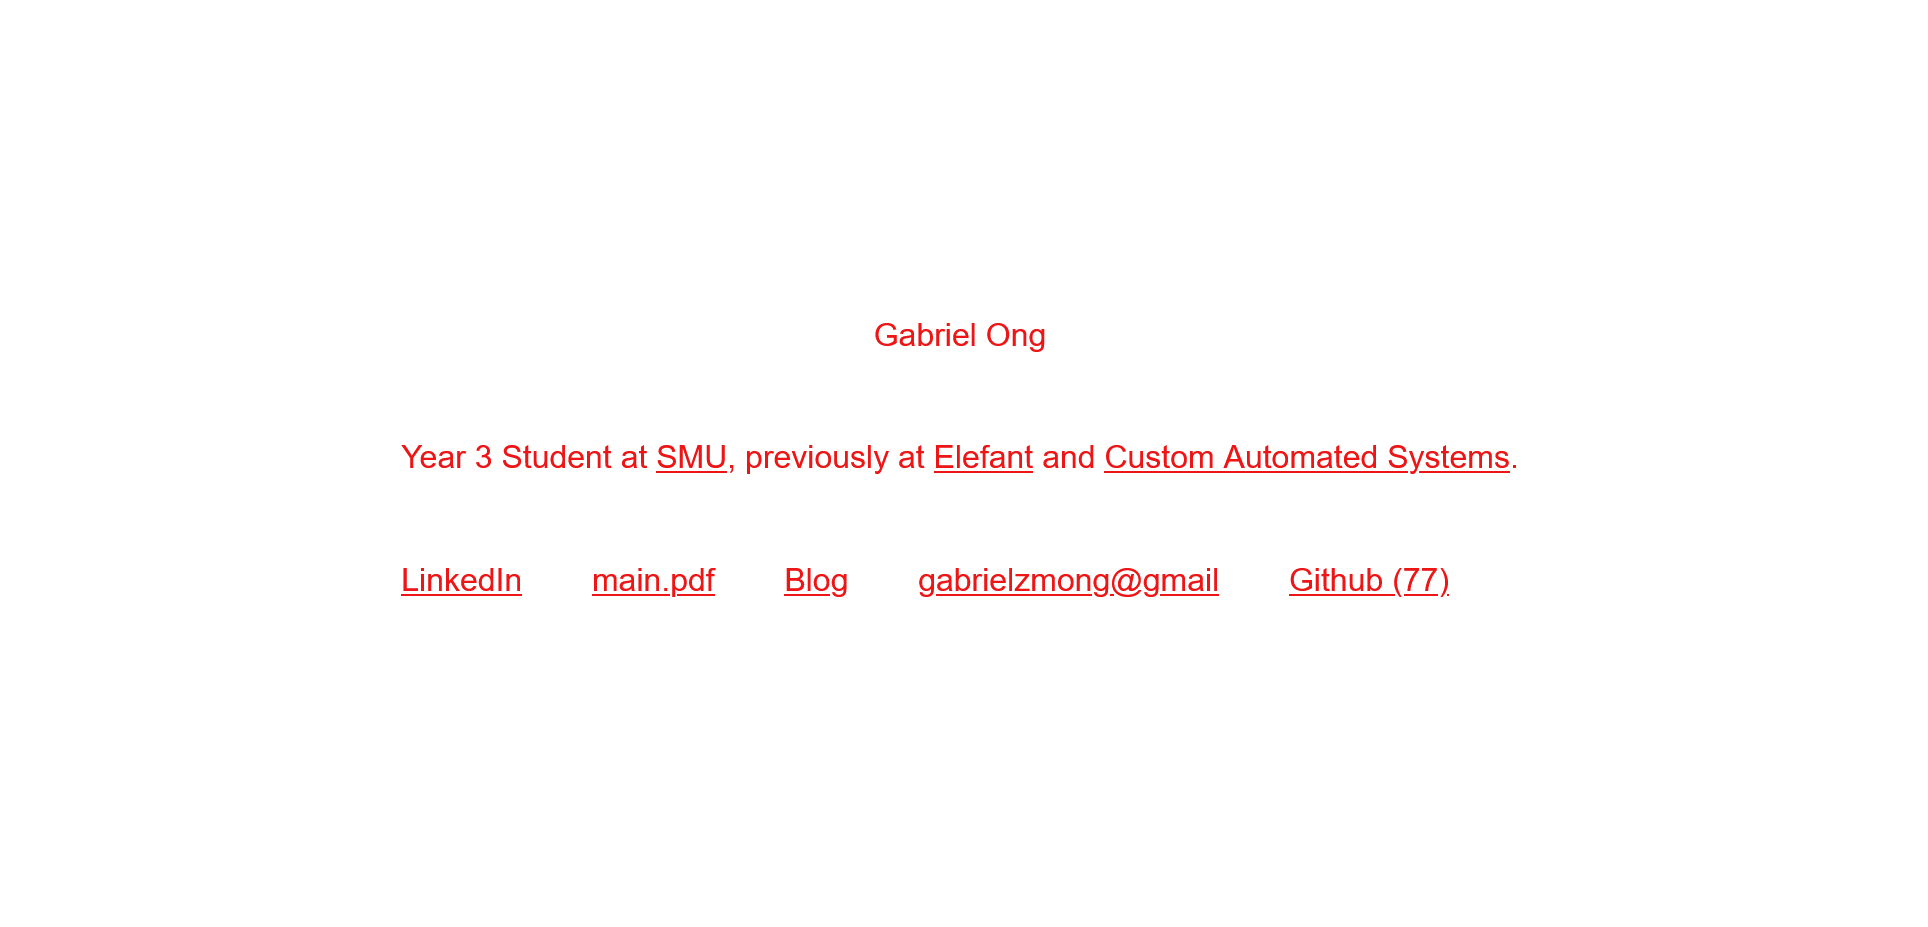 Gabriel Ong
Year 3 Student at SMU, previously at Elefant and Custom Automated Systems.
LinkedIn main.pdf Blog gabrielzmong@gmail Github (77)